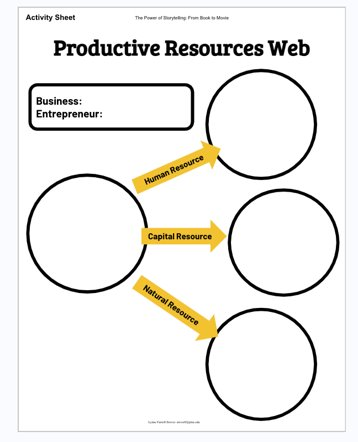 Activity Sheet
The Power of Storytelling: From Book to Movie
Productive Resources Web
Business:
Entrepreneur:
Human Resource
Capital Resource
Natural Resource